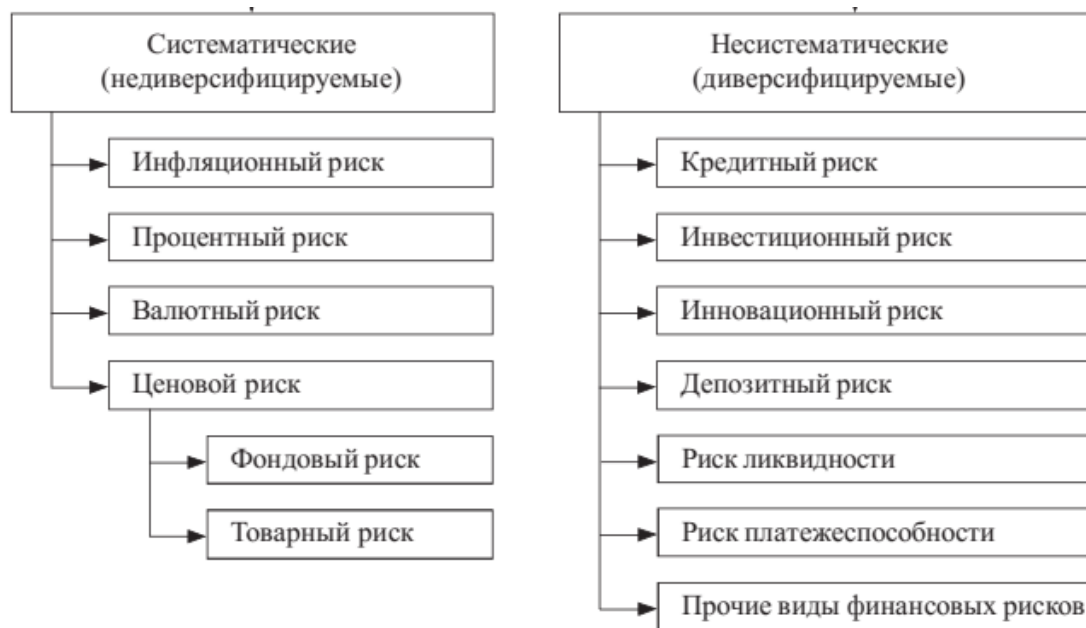 Систематические
(недиверсифицируемые)
Инфляционный риск
Процентный риск
Валютный риск
Ценовой риск
Фондовый риск
Товарный риск
Несистематические
(диверсифицируемые)
Кредитный риск
Инвестиционный риск
Инновационный риск
Депозитный риск
Риск ликвидности
Риск платежеспособности
Прочие виды финансовых рисков